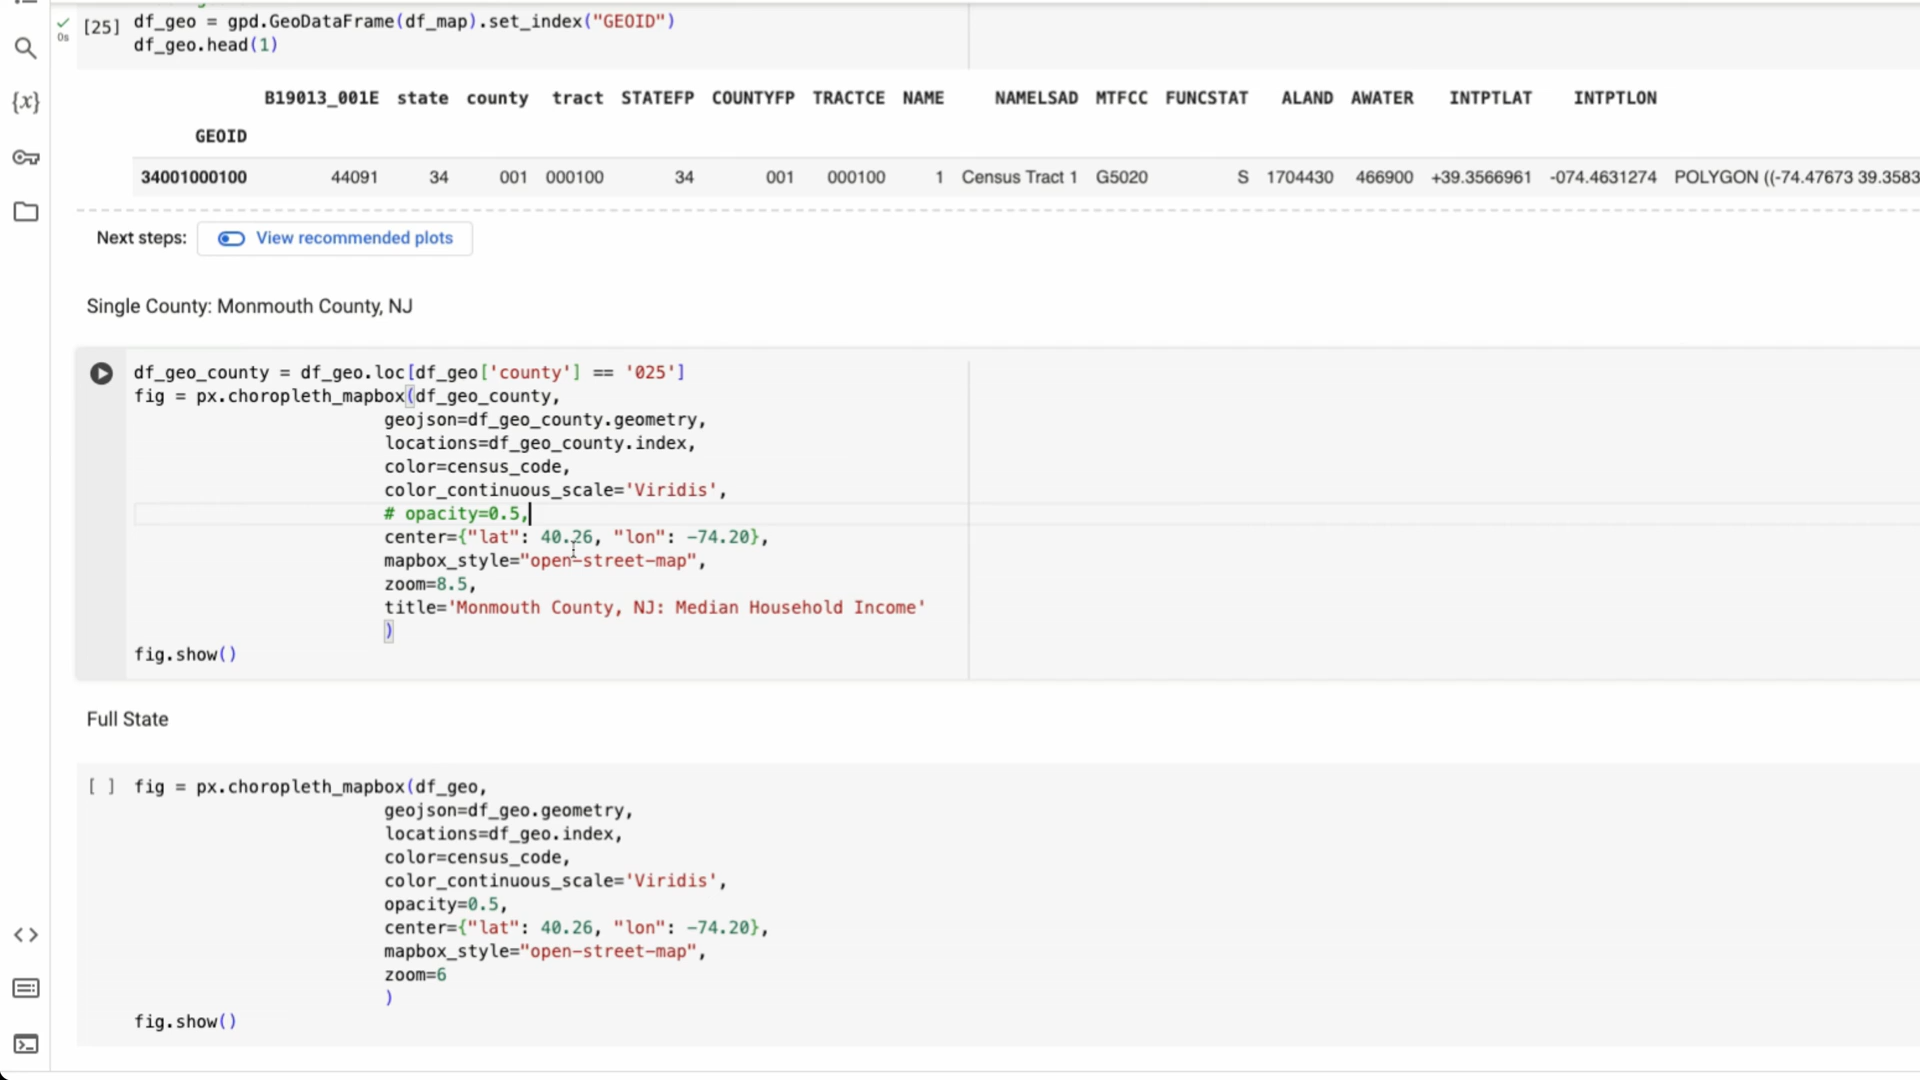 [25] df_geo = gpd.GeoDataFrame(df_map).set_index("GEOID")
0s
df_geo.head(1)
B19013_001E state county tract STATEFP COUNTYFP TRACTCE NAME NAMELSAD MTFCC FUNCSTAT ALAND AWATER INTPTLAT INTPTLON
GEOID
34001000100 44091 34 001 000100 34 001 000100 1 Census Tract 1 G5020 S 1704430 466900 +39.3566961 -074.4631274 POLYGON ((-74.47673 39.3583
Next steps: View recommended plots
Single County: Monmouth County, NJ
df_geo_county = df_geo.loc[df_geo['county'] == '025']
fig = px.choropleth_mapbox(df_geo_county,
geojson=df_geo_county.geometry,
locations=df_geo_county.index,
color=census_code,
color_continuous_scale='Viridis',
# opacity=0.5,
center={"lat": 40.26, "lon": -74.20},
mapbox_style="open-street-map",
zoom=8.5,
title='Monmouth County, NJ: Median Household Income'
)
fig.show()
Full State
[ ] fig = px.choropleth_mapbox(df_geo,
geojson=df_geo.geometry,
locations=df_geo.index,
color=census_code,
color_continuous_scale='Viridis',
opacity=0.5,
center={"lat": 40.26, "lon": -74.20},
mapbox_style="open-street-map",
zoom=6
)
fig.show()